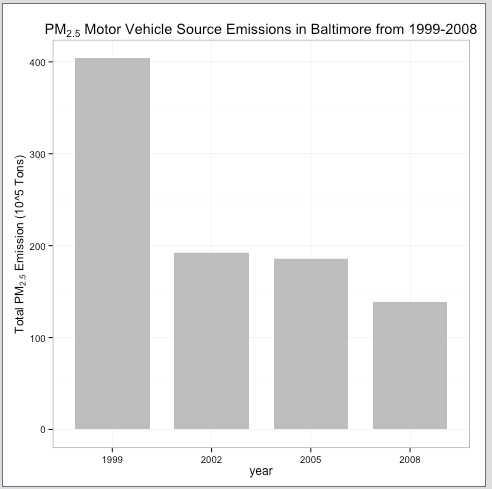 PM2.5 Motor Vehicle Source Emissions in Baltimore from 1999-2008
Total PM2.5 Emission (10^5 Tons)
400
300
200
100
0
1999 2002 2005 2008
year